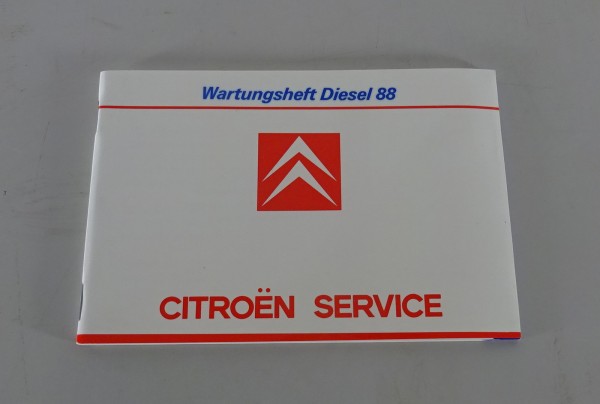 Wartungsheft Diesel 88
CITROËN SERVICE